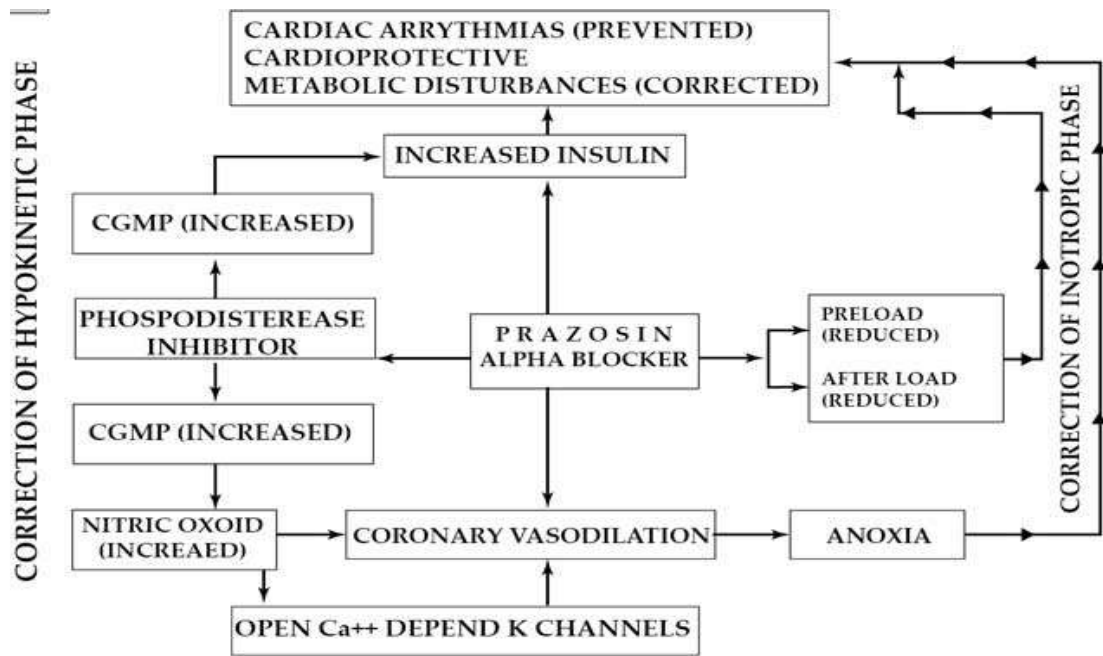 CORRECTION OF HYPOKINETIC PHASE
CARDIAC ARRYTHMIAS (PREVENTED)
CARDIOPROTECTIVE
METABOLIC DISTURBANCES (CORRECTED)
INCREASED INSULIN
CGMP (INCREASED)
PHOSPODISTEREASE
INHIBITOR
P R A Z O S I N
ALPHA BLOCKER
PRELOAD
(REDUCED)
AFTER LOAD
(REDUCED)
CGMP (INCREASED)
NITRIC OXOID
(INCREAED)
CORONARY VASODILATION
ANOXIA
OPEN Ca++ DEPEND K CHANNELS
CORRECTION OF INOTROPIC PHASE